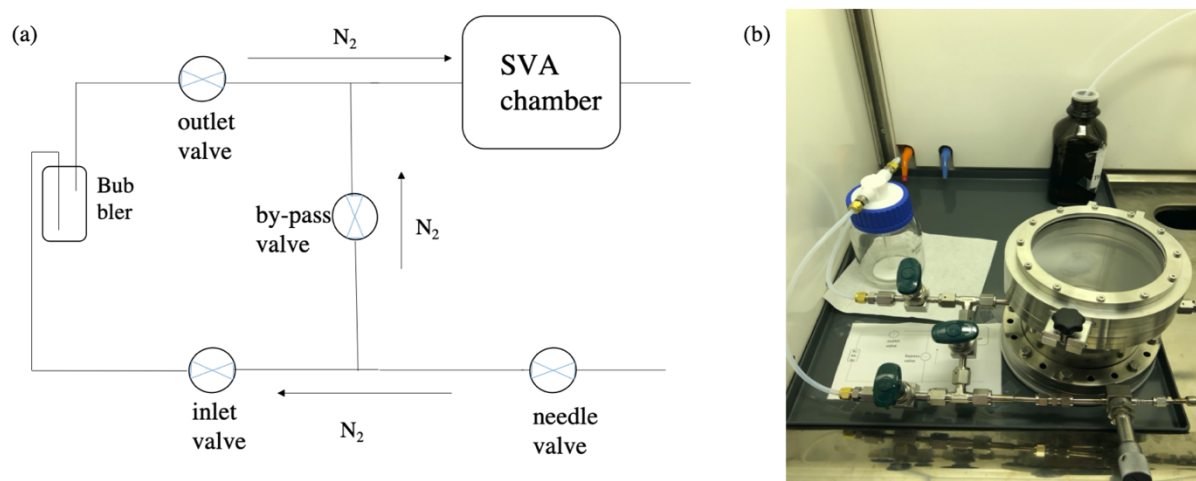 (a)
N₂
SVA
chamber
outlet
valve
Bub
bler
by-pass
valve
N₂
inlet
valve
N₂
needle
valve
(b)